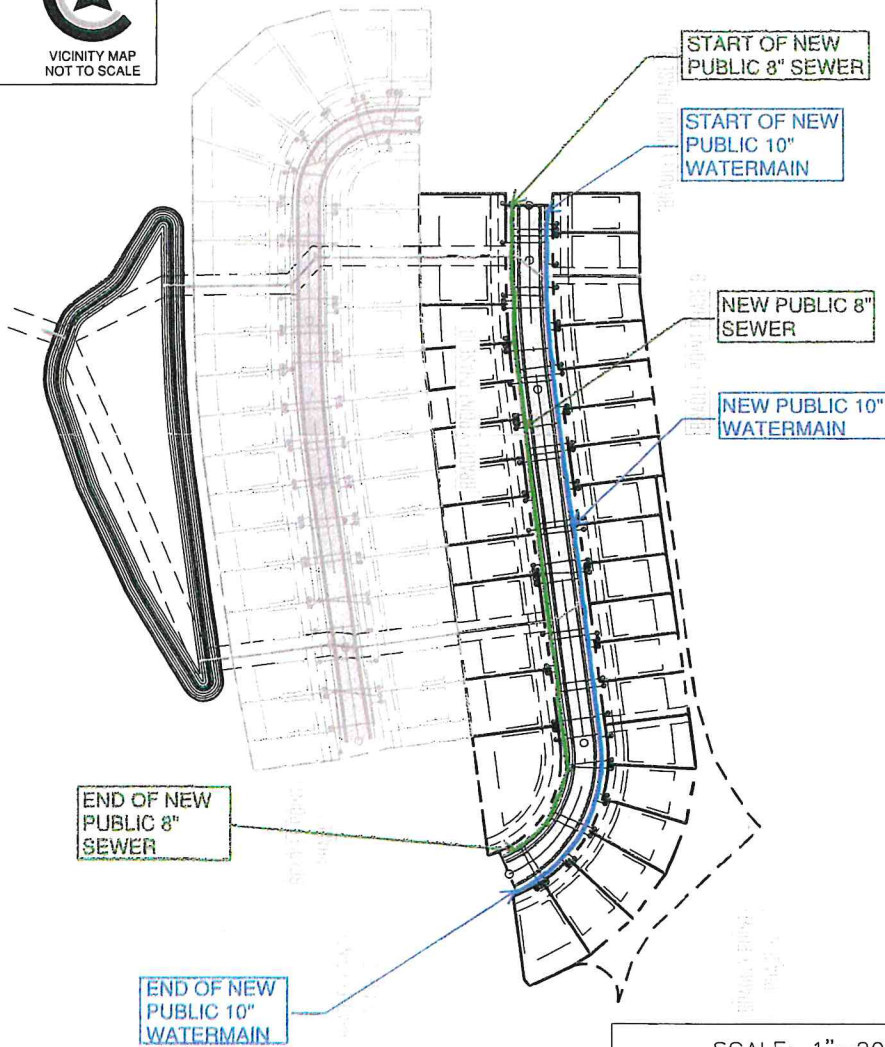 VICINITY MAP
NOT TO SCALE
START OF NEW
PUBLIC 8" SEWER
START OF NEW
PUBLIC 10"
WATERMAIN
NEW PUBLIC 8"
SEWER
NEW PUBLIC 10"
WATERMAIN
END OF NEW
PUBLIC 8"
SEWER
END OF NEW
PUBLIC 10"
WATERMAIN